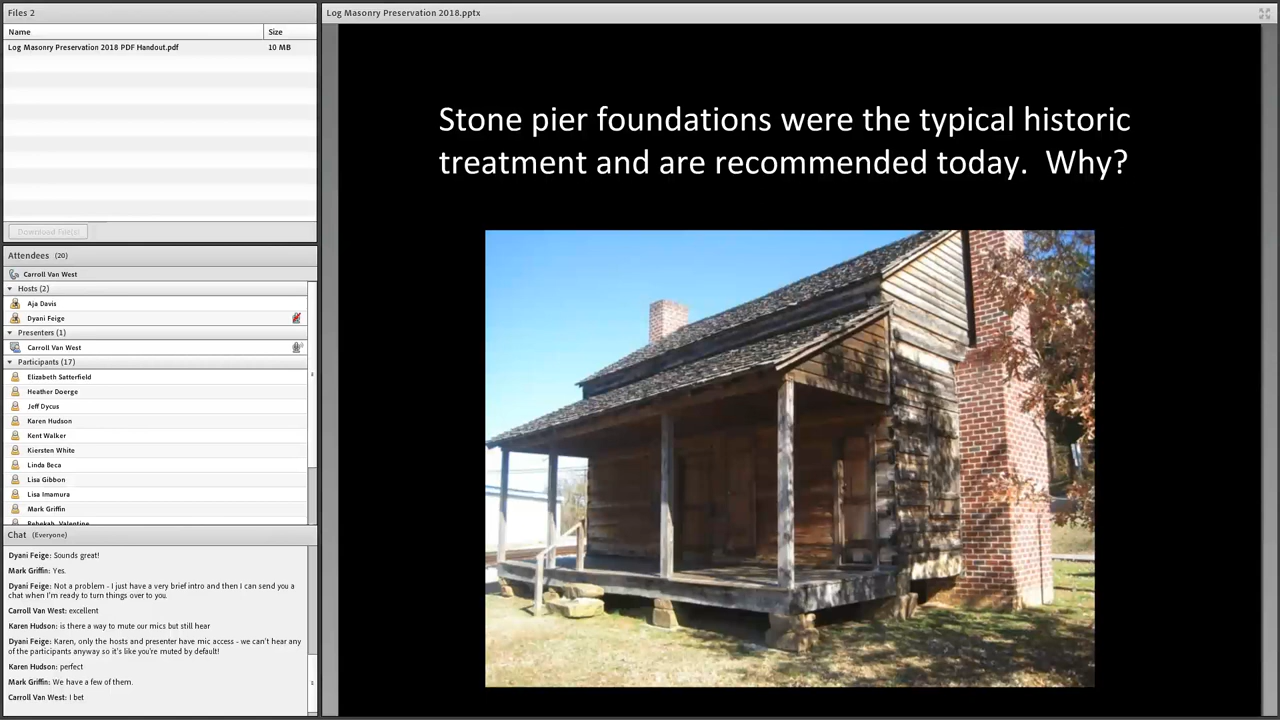 Files 2
Name Size
Log Masonry Preservation 2018 PDF Handout.pdf 10 MB
Download File(s)
Attendees (20)
Carroll Van West
Hosts (2)
Aja Davis
Dyani Feige
Presenters (1)
Carroll Van West
Participants (17)
Elizabeth Satterfield
Heather Doerge
Jeff Dycus
Karen Hudson
Kent Walker
Kiersten White
Linda Beca
Lisa Gibbon
Lisa Imamura
Mark Griffin
Rebekah, Valentine
Chat (Everyone)
Dyani Feige: Sounds great!
Mark Griffin: Yes.
Dyani Feige: Not a problem - I just have a very brief intro and then I can send you a
chat when I'm ready to turn things over to you.
Carroll Van West: excellent
Karen Hudson: is there a way to mute our mics but still hear
Dyani Feige: Karen, only the hosts and presenter have mic access - we can't hear any
of the participants anyway so it's like you're muted by default!
Karen Hudson: perfect
Mark Griffin: We have a few of them.
Carroll Van West: I bet
Log Masonry Preservation 2018.pptx
Stone pier foundations were the typical historic
treatment and are recommended today. Why?